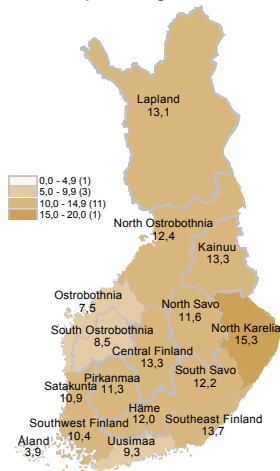 Lapland
13,1
0,0 - 4,9 (1)
5,0 - 9,9 (3)
10,0 - 14,9 (11)
15,0 - 20,0 (1)
North Ostrobothnia
12,4
Kainuu
13,3
Ostrobothnia
7,5
North Savo
11,6
North Karelia
15,3
South Ostrobothnia
8,5
Central Finland
13,3
South Savo
12,2
Pirkanmaa
11,3
Satakunta
10,9
Häme
12,0
Southeast Finland
13,7
Southwest Finland
10,4
Åland
3,9
Uusimaa
9,3